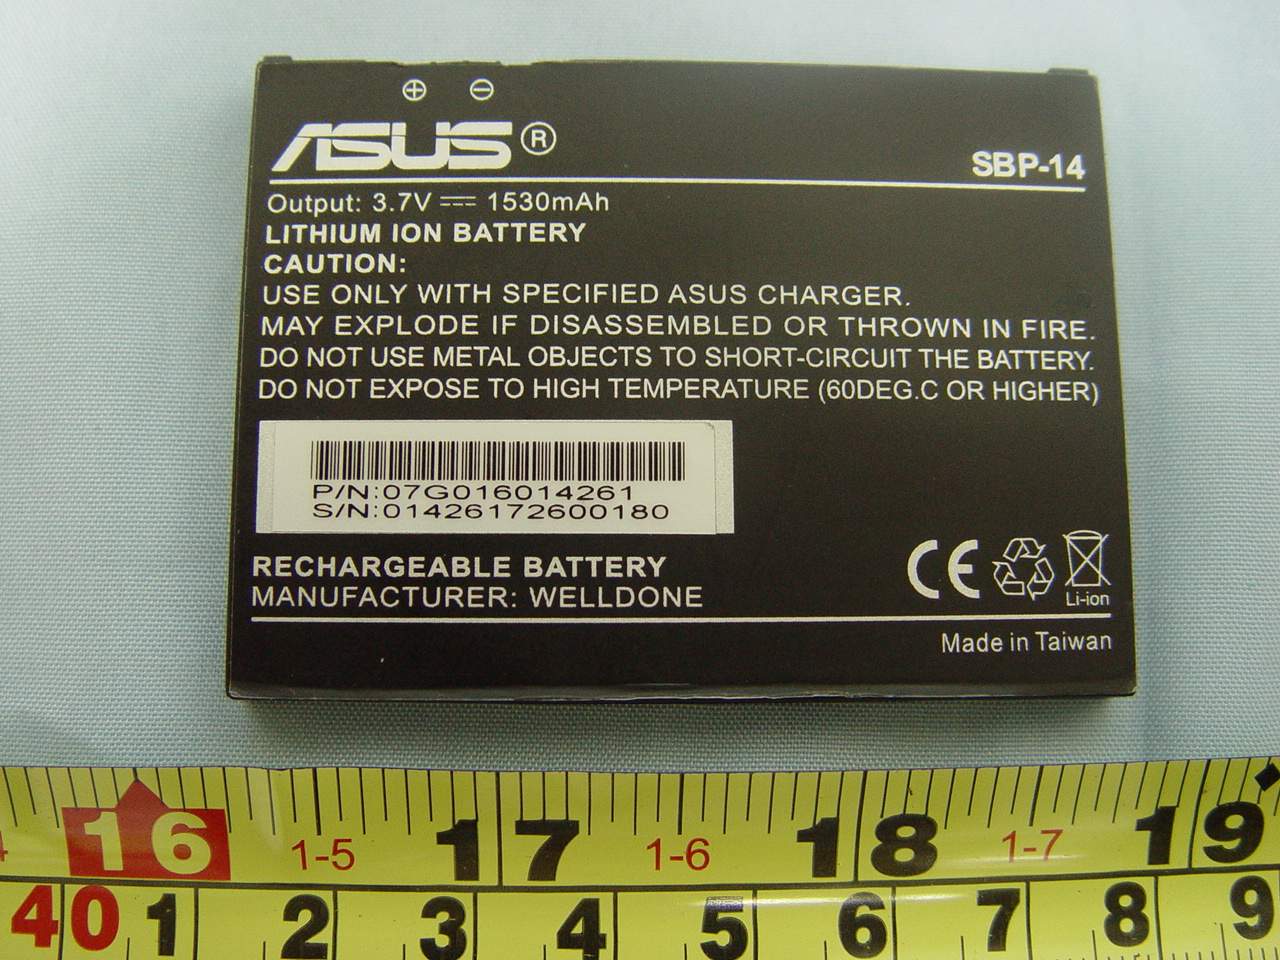 ⊕ ⊖
ASUS®
SBP-14
Output: 3.7V ⎓ 1530mAh
LITHIUM ION BATTERY
CAUTION:
USE ONLY WITH SPECIFIED ASUS CHARGER.
MAY EXPLODE IF DISASSEMBLED OR THROWN IN FIRE.
DO NOT USE METAL OBJECTS TO SHORT-CIRCUIT THE BATTERY.
DO NOT EXPOSE TO HIGH TEMPERATURE (60DEG.C OR HIGHER)
P/N:07G016014261
S/N:01426172600180
RECHARGEABLE BATTERY
MANUFACTURER: WELLDONE
CE
Li-ion
Made in Taiwan
4 16 1-5 17 1-6 18 1-7 19
40 1 2 3 4 5 6 7 8 9